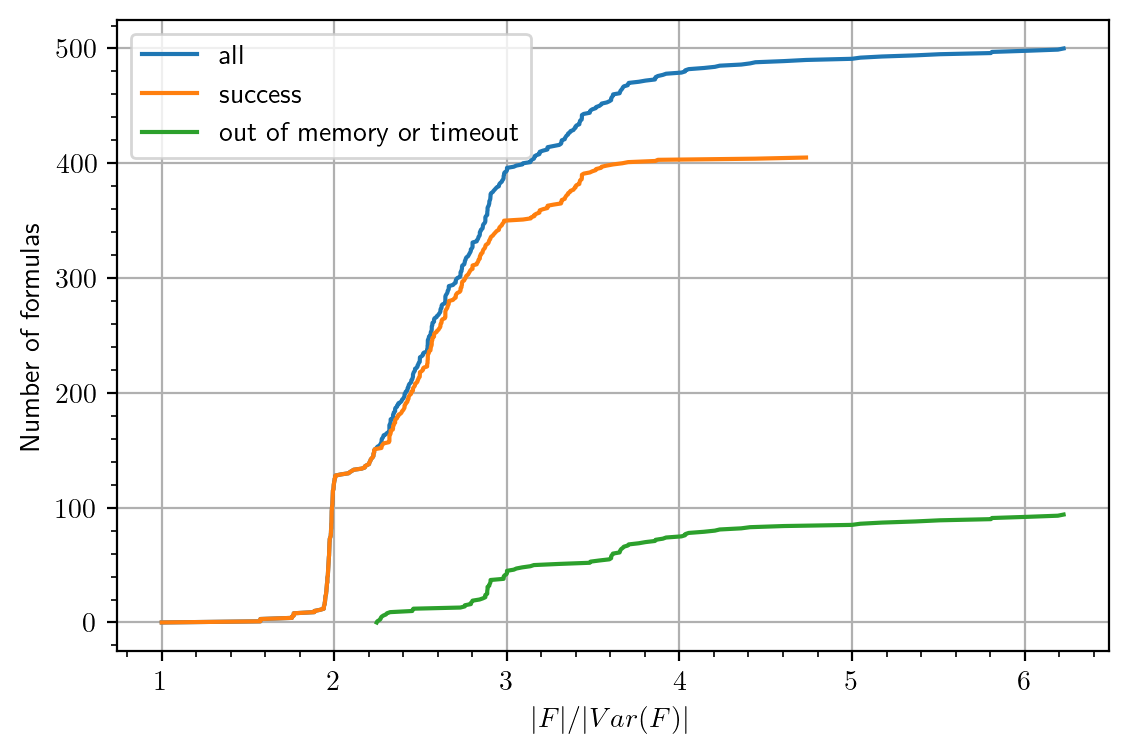 all
success
out of memory or timeout
500
400
300
200
100
0
Number of formulas
1 2 3 4 5 6
|F|/|Var(F)|